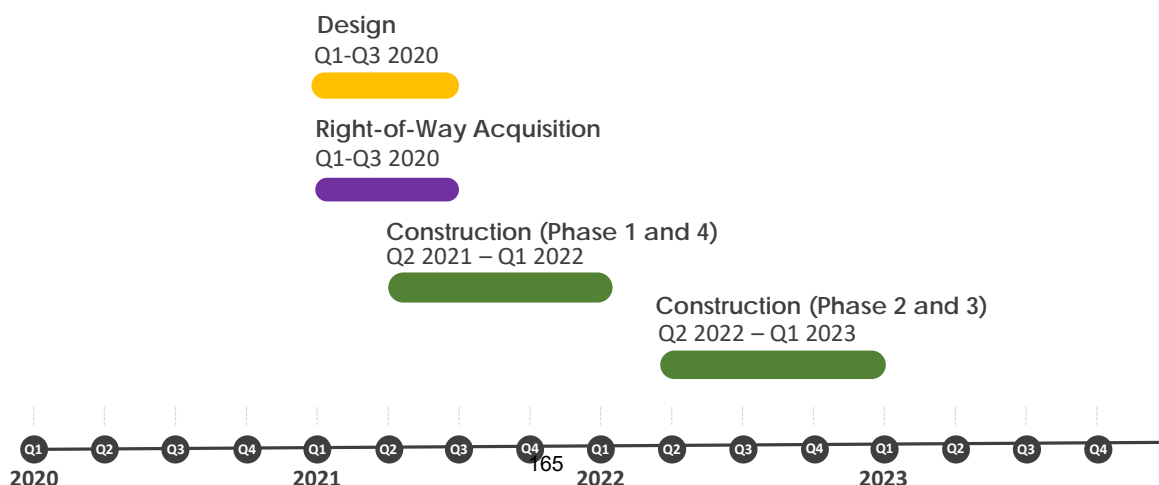 Design
Q1-Q3 2020
Right-of-Way Acquisition
Q1-Q3 2020
Construction (Phase 1 and 4)
Q2 2021 – Q1 2022
Construction (Phase 2 and 3)
Q2 2022 – Q1 2023
Q1 Q2 Q3 Q4 Q1 Q2 Q3 Q4 Q1 Q2 Q3 Q4 Q1 Q2 Q3 Q4
165
2020 2021 2022 2023